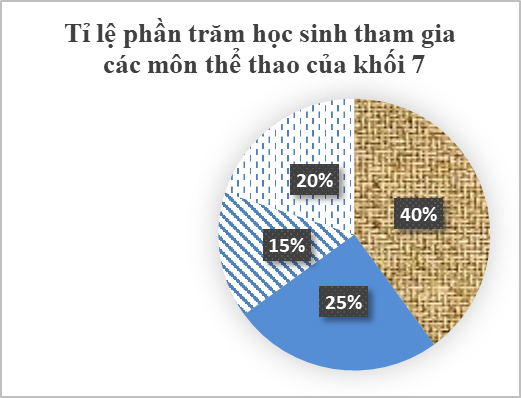 Tỉ lệ phần trăm học sinh tham gia
các môn thể thao của khối 7
20%
40%
15%
25%